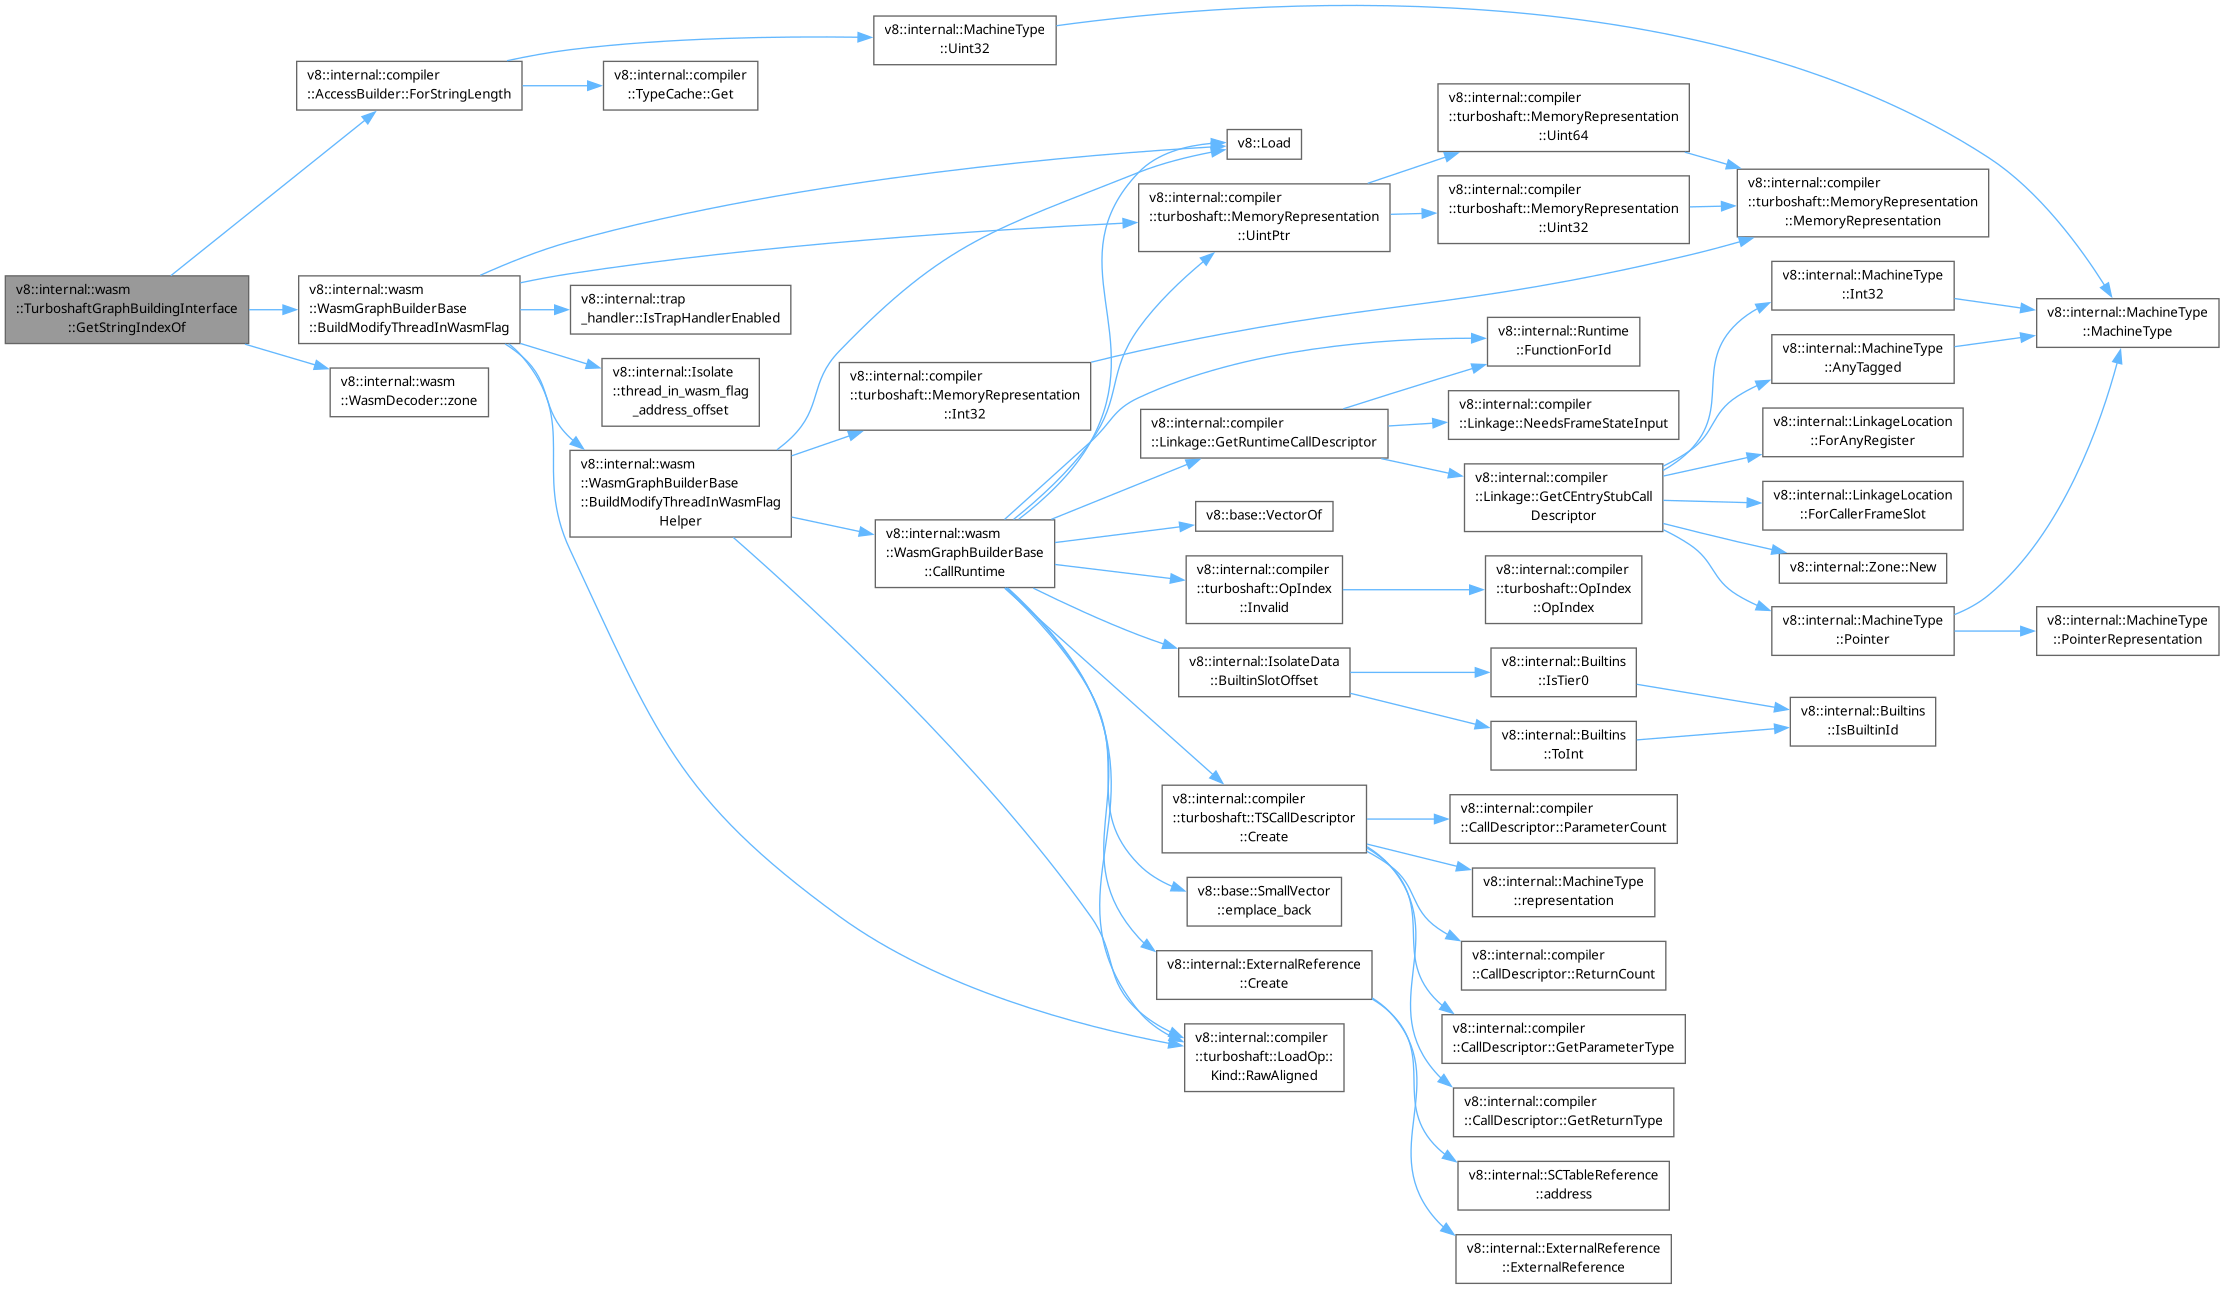 v8::internal::wasm
::TurboshaftGraphBuildingInterface
::GetStringIndexOf
v8::internal::compiler
::AccessBuilder::ForStringLength
v8::internal::wasm
::WasmGraphBuilderBase
::BuildModifyThreadInWasmFlag
v8::internal::wasm
::WasmDecoder::zone
v8::internal::compiler
::TypeCache::Get
v8::internal::trap
_handler::IsTrapHandlerEnabled
v8::internal::Isolate
::thread_in_wasm_flag
_address_offset
v8::internal::wasm
::WasmGraphBuilderBase
::BuildModifyThreadInWasmFlag
Helper
v8::internal::MachineType
::Uint32
v8::internal::compiler
::turboshaft::MemoryRepresentation
::Int32
v8::internal::wasm
::WasmGraphBuilderBase
::CallRuntime
v8::Load
v8::internal::compiler
::turboshaft::MemoryRepresentation
::UintPtr
v8::internal::compiler
::Linkage::GetRuntimeCallDescriptor
v8::base::VectorOf
v8::internal::compiler
::turboshaft::OpIndex
::Invalid
v8::internal::IsolateData
::BuiltinSlotOffset
v8::internal::compiler
::turboshaft::TSCallDescriptor
::Create
v8::base::SmallVector
::emplace_back
v8::internal::ExternalReference
::Create
v8::internal::compiler
::turboshaft::LoadOp::
Kind::RawAligned
v8::internal::compiler
::turboshaft::MemoryRepresentation
::Uint64
v8::internal::compiler
::turboshaft::MemoryRepresentation
::Uint32
v8::internal::Runtime
::FunctionForId
v8::internal::compiler
::Linkage::NeedsFrameStateInput
v8::internal::compiler
::Linkage::GetCEntryStubCall
Descriptor
v8::internal::compiler
::turboshaft::OpIndex
::OpIndex
v8::internal::Builtins
::IsTier0
v8::internal::Builtins
::ToInt
v8::internal::compiler
::CallDescriptor::ParameterCount
v8::internal::MachineType
::representation
v8::internal::compiler
::CallDescriptor::ReturnCount
v8::internal::compiler
::CallDescriptor::GetParameterType
v8::internal::compiler
::CallDescriptor::GetReturnType
v8::internal::SCTableReference
::address
v8::internal::ExternalReference
::ExternalReference
v8::internal::compiler
::turboshaft::MemoryRepresentation
::MemoryRepresentation
v8::internal::MachineType
::Int32
v8::internal::MachineType
::AnyTagged
v8::internal::LinkageLocation
::ForAnyRegister
v8::internal::LinkageLocation
::ForCallerFrameSlot
v8::internal::Zone::New
v8::internal::MachineType
::Pointer
v8::internal::Builtins
::IsBuiltinId
v8::internal::MachineType
::MachineType
v8::internal::MachineType
::PointerRepresentation